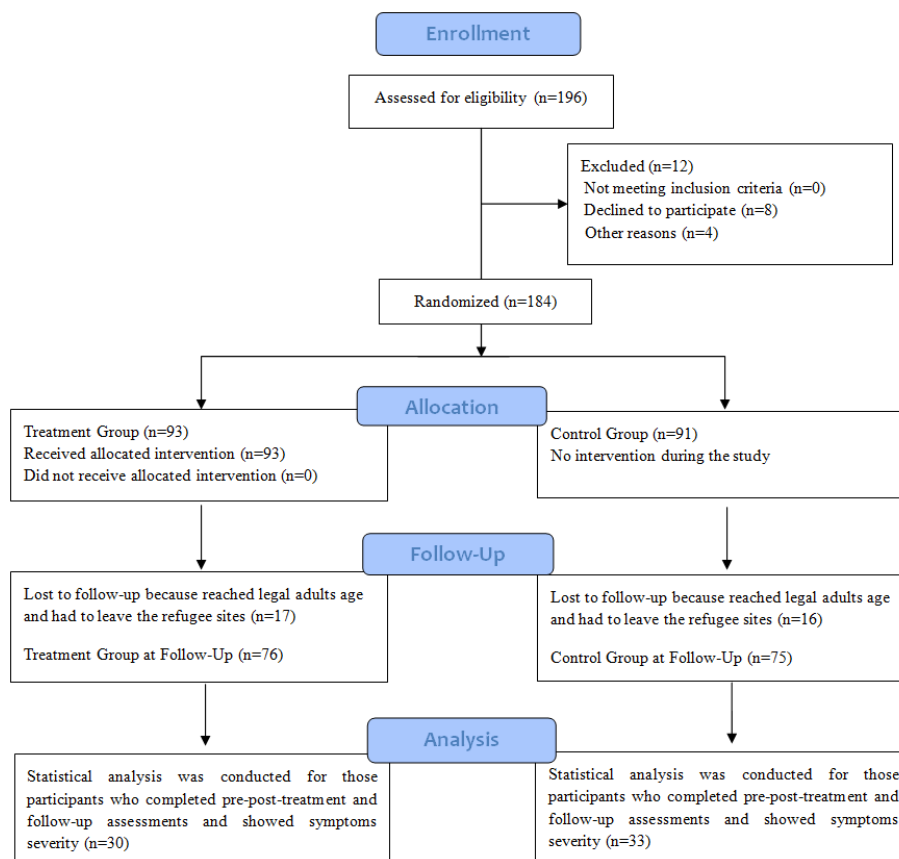 Enrollment
Assessed for eligibility (n=196)
Excluded (n=12)
Not meeting inclusion criteria (n=0)
Declined to participate (n=8)
Other reasons (n=4)
Randomized (n=184)
Allocation
Treatment Group (n=93)
Received allocated intervention (n=93)
Did not receive allocated intervention (n=0)
Control Group (n=91)
No intervention during the study
Follow-Up
Lost to follow-up because reached legal adults age
and had to leave the refugee sites (n=17)
Treatment Group at Follow-Up (n=76)
Lost to follow-up because reached legal adults age
and had to leave the refugee sites (n=16)
Control Group at Follow-Up (n=75)
Analysis
Statistical analysis was conducted for those
participants who completed pre-post-treatment and
follow-up assessments and showed symptoms
severity (n=30)
Statistical analysis was conducted for those
participants who completed pre-post-treatment and
follow-up assessments and showed symptoms
severity (n=33)